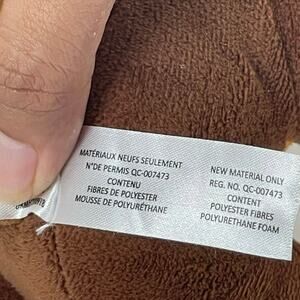 MATÉRIAUX NEUFS SEULEMENT
N°DE PERMIS QC-007473
CONTENU
FIBRES DE POLYESTER
MOUSSE DE POLYURÉTHANE
NEW MATERIAL ONLY
REG. NO. QC-007473
CONTENT
POLYESTER FIBRES
POLYURETHANE FOAM